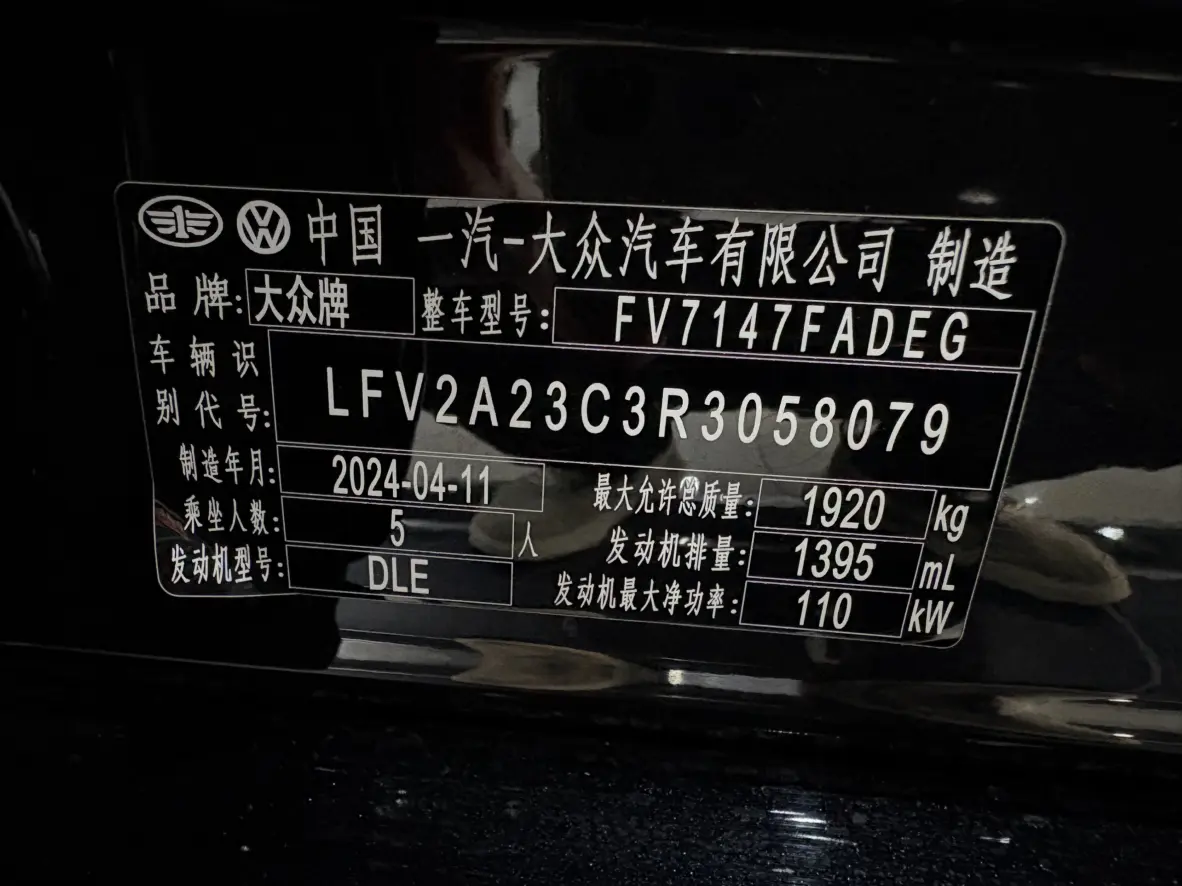 中国 一汽-大众汽车有限公司 制造
品牌: 大众牌 整车型号: FV7147FADEG
车辆识别代号: LFV2A23C3R3058079
制造年月: 2024-04-11 最大允许总质量: 1920 kg
乘坐人数: 5 人 发动机排量: 1395 mL
发动机型号: DLE 发动机最大净功率: 110 kW